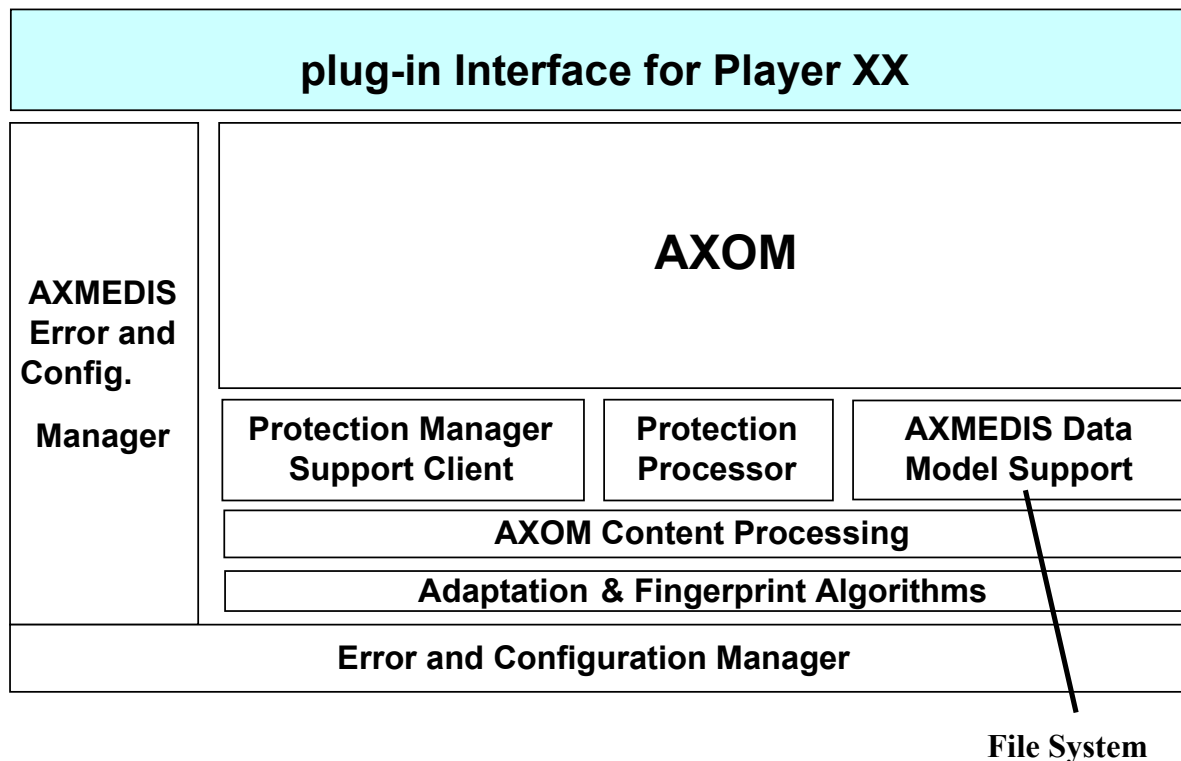 plug-in Interface for Player XX
AXOM
AXMEDIS
Error and
Config.
Manager
Protection Manager
Support Client
Protection
Processor
AXMEDIS Data
Model Support
AXOM Content Processing
Adaptation & Fingerprint Algorithms
Error and Configuration Manager
File System